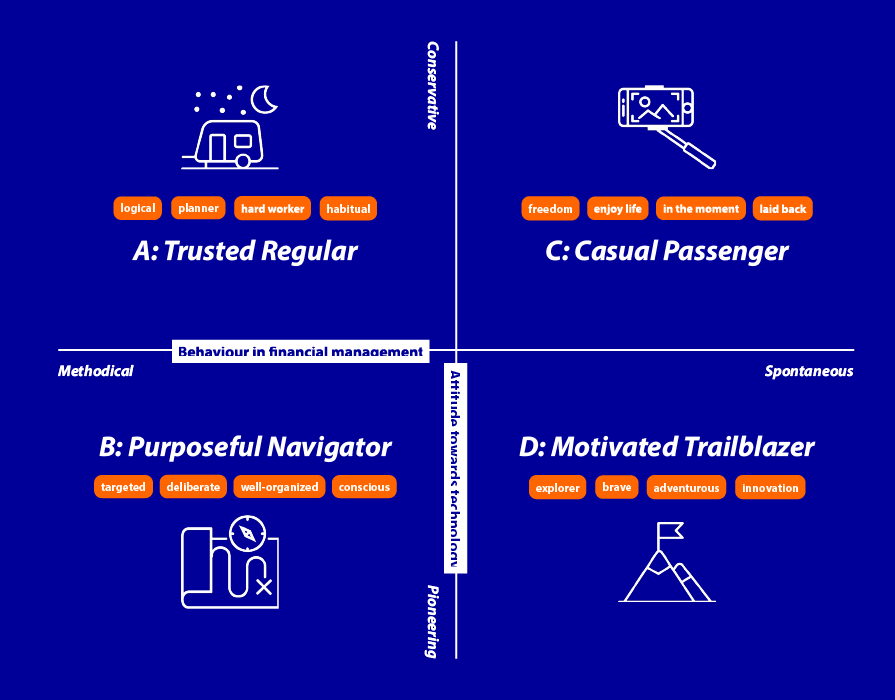 Conservative
logical planner hard worker habitual
A: Trusted Regular
freedom enjoy life in the moment laid back
C: Casual Passenger
Behaviour in financial management
Methodical
Spontaneous
Attitude towards technology
B: Purposeful Navigator
targeted deliberate well-organized conscious
D: Motivated Trailblazer
explorer brave adventurous innovation
Pioneering